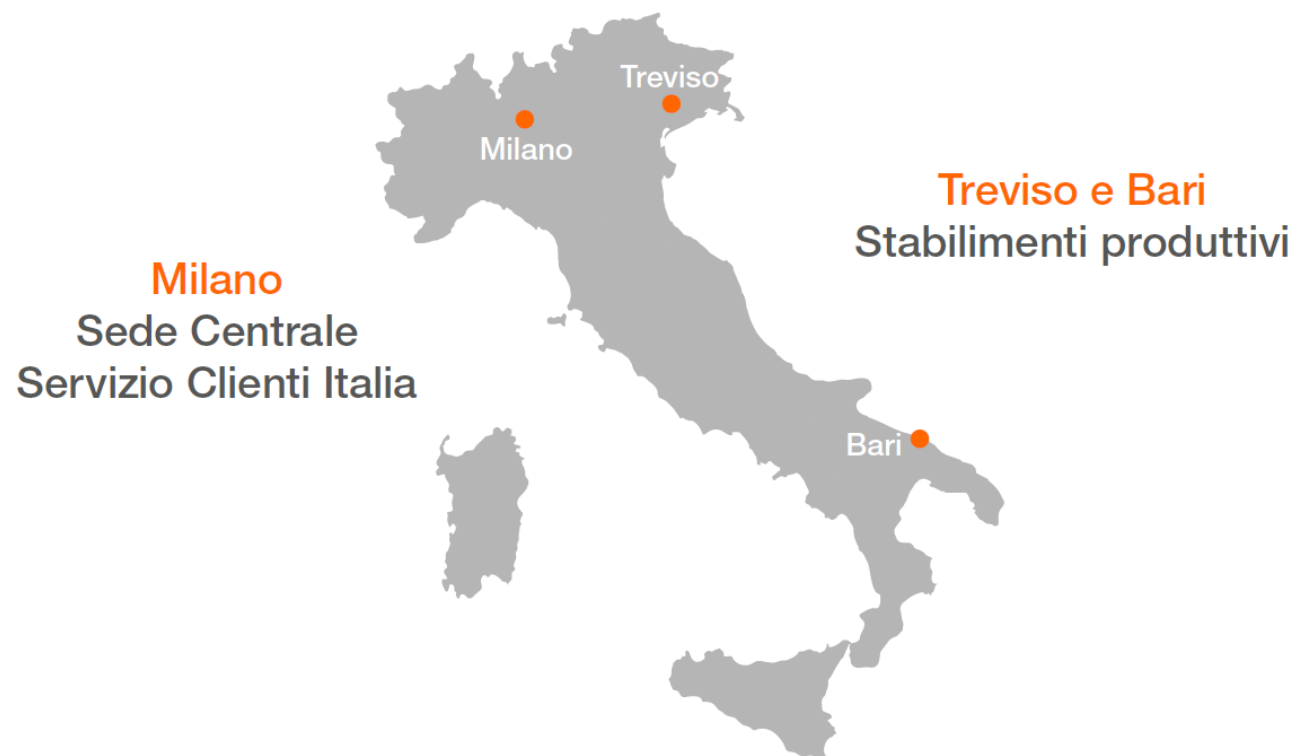 Treviso
Milano
Treviso e Bari
Stabilimenti produttivi
Milano
Sede Centrale
Servizio Clienti Italia
Bari